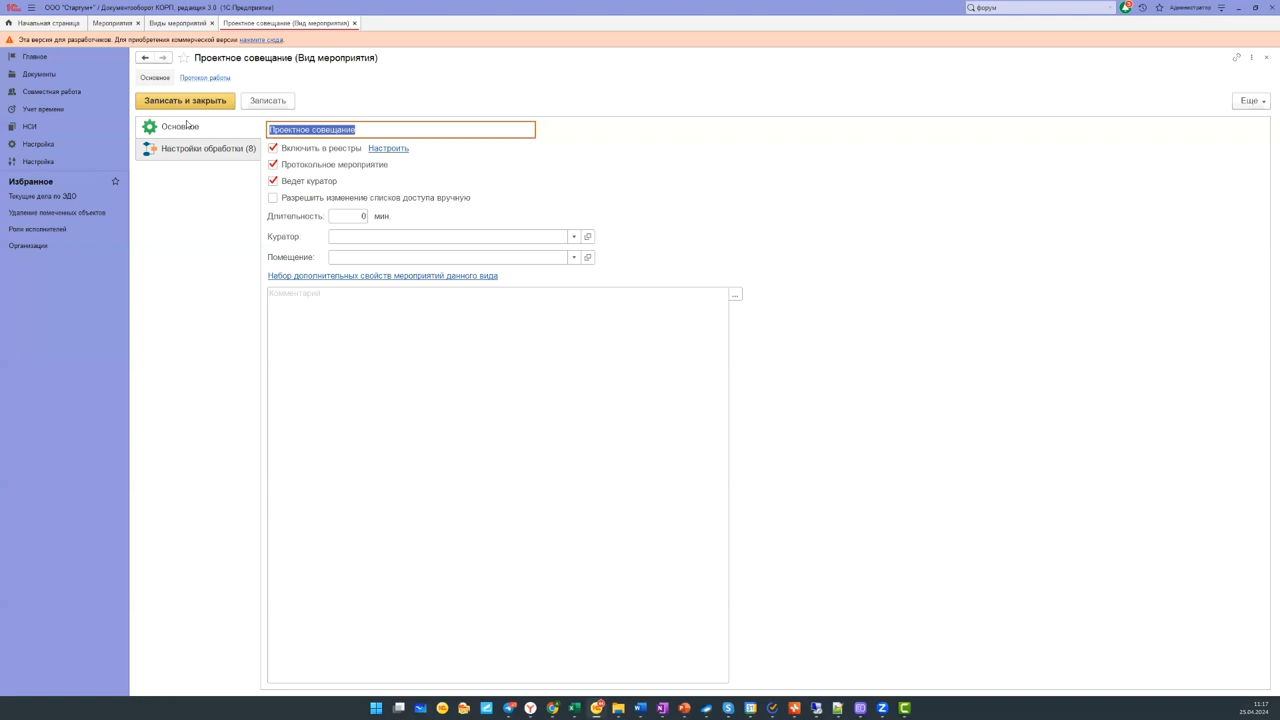 ООО "Стартум+" / Документооборот КОРП, редакция 3.0 (1С:Предприятие)
форум
Администратор
Начальная страница
Мероприятия ×
Виды мероприятий ×
Проектное совещание (Вид мероприятия) ×
Эта версия для разработчиков. Для приобретения коммерческой версии нажмите сюда.
Главное
Документы
Совместная работа
Учет времени
НСИ
Настройка
Настройка
Избранное
Текущие дела по ЭДО
Удаление помеченных объектов
Роли исполнителей
Организации
Проектное совещание (Вид мероприятия)
Основное
Протокол работы
Записать и закрыть
Записать
Еще
Основное
Настройки обработки (8)
Проектное совещание
Включить в реестры Настроить
Протокольное мероприятие
Ведет куратор
Разрешить изменение списков доступа вручную
Длительность: 0 мин.
Куратор:
Помещение:
Набор дополнительных свойств мероприятий данного вида
Комментарий
...
11:17
25.04.2024